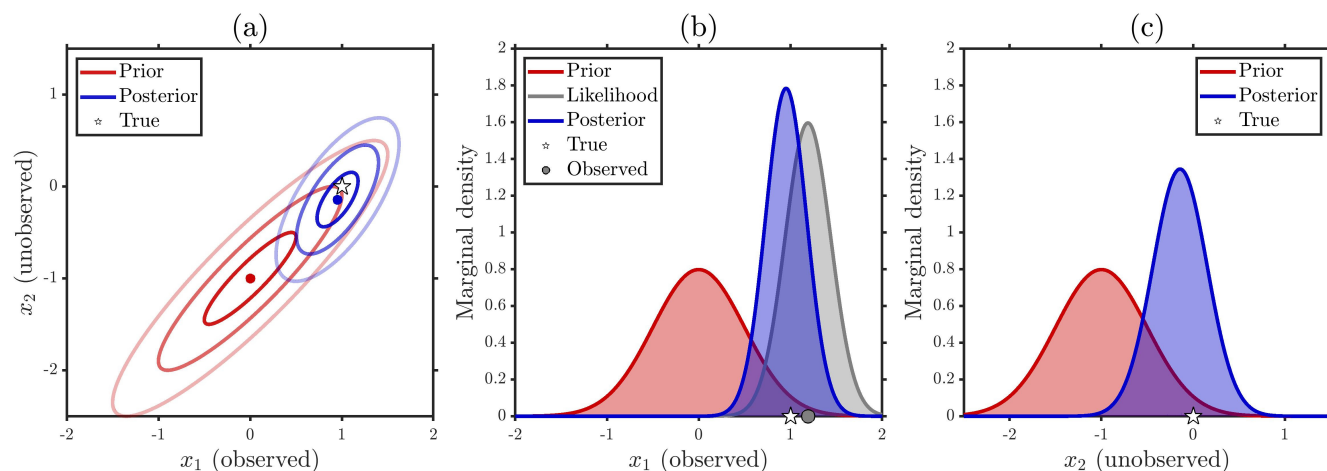 (a)
-2
-1
0
1
2
1
0
-1
-2
Prior
Posterior
True
x₂ (unobserved)
x₁ (observed)
(b)
-2
-1
0
1
2
2
1.8
1.6
1.4
1.2
1
0.8
0.6
0.4
0.2
0
Prior
Likelihood
Posterior
True
Observed
Marginal density
x₁ (observed)
(c)
-2
-1
0
1
2
1.8
1.6
1.4
1.2
1
0.8
0.6
0.4
0.2
0
Prior
Posterior
True
Marginal density
x₂ (unobserved)